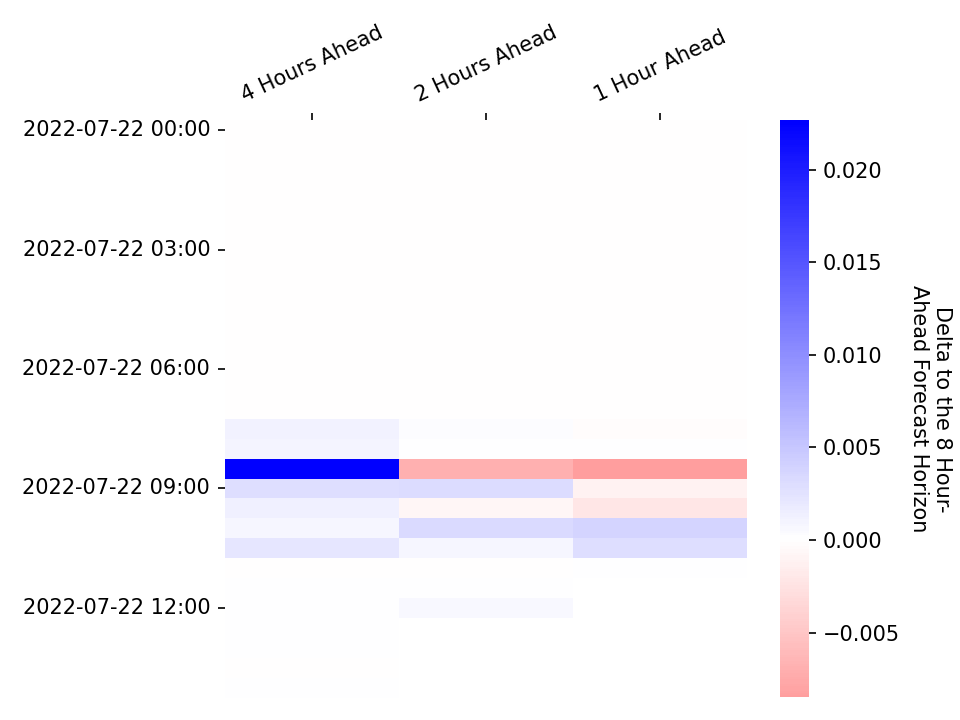 4 Hours Ahead
2 Hours Ahead
1 Hour Ahead
2022-07-22 00:00
2022-07-22 03:00
2022-07-22 06:00
2022-07-22 09:00
2022-07-22 12:00
0.020
0.015
0.010
0.005
0.000
−0.005
Delta to the 8 Hour-
Ahead Forecast Horizon